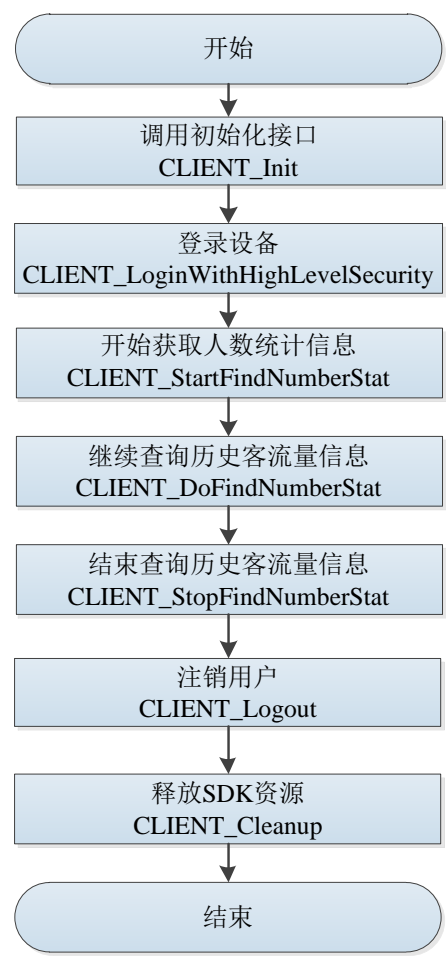 开始
调用初始化接口
CLIENT_Init
登录设备
CLIENT_LoginWithHighLevelSecurity
开始获取人数统计信息
CLIENT_StartFindNumberStat
继续查询历史客流量信息
CLIENT_DoFindNumberStat
结束查询历史客流量信息
CLIENT_StopFindNumberStat
注销用户
CLIENT_Logout
释放SDK资源
CLIENT_Cleanup
结束